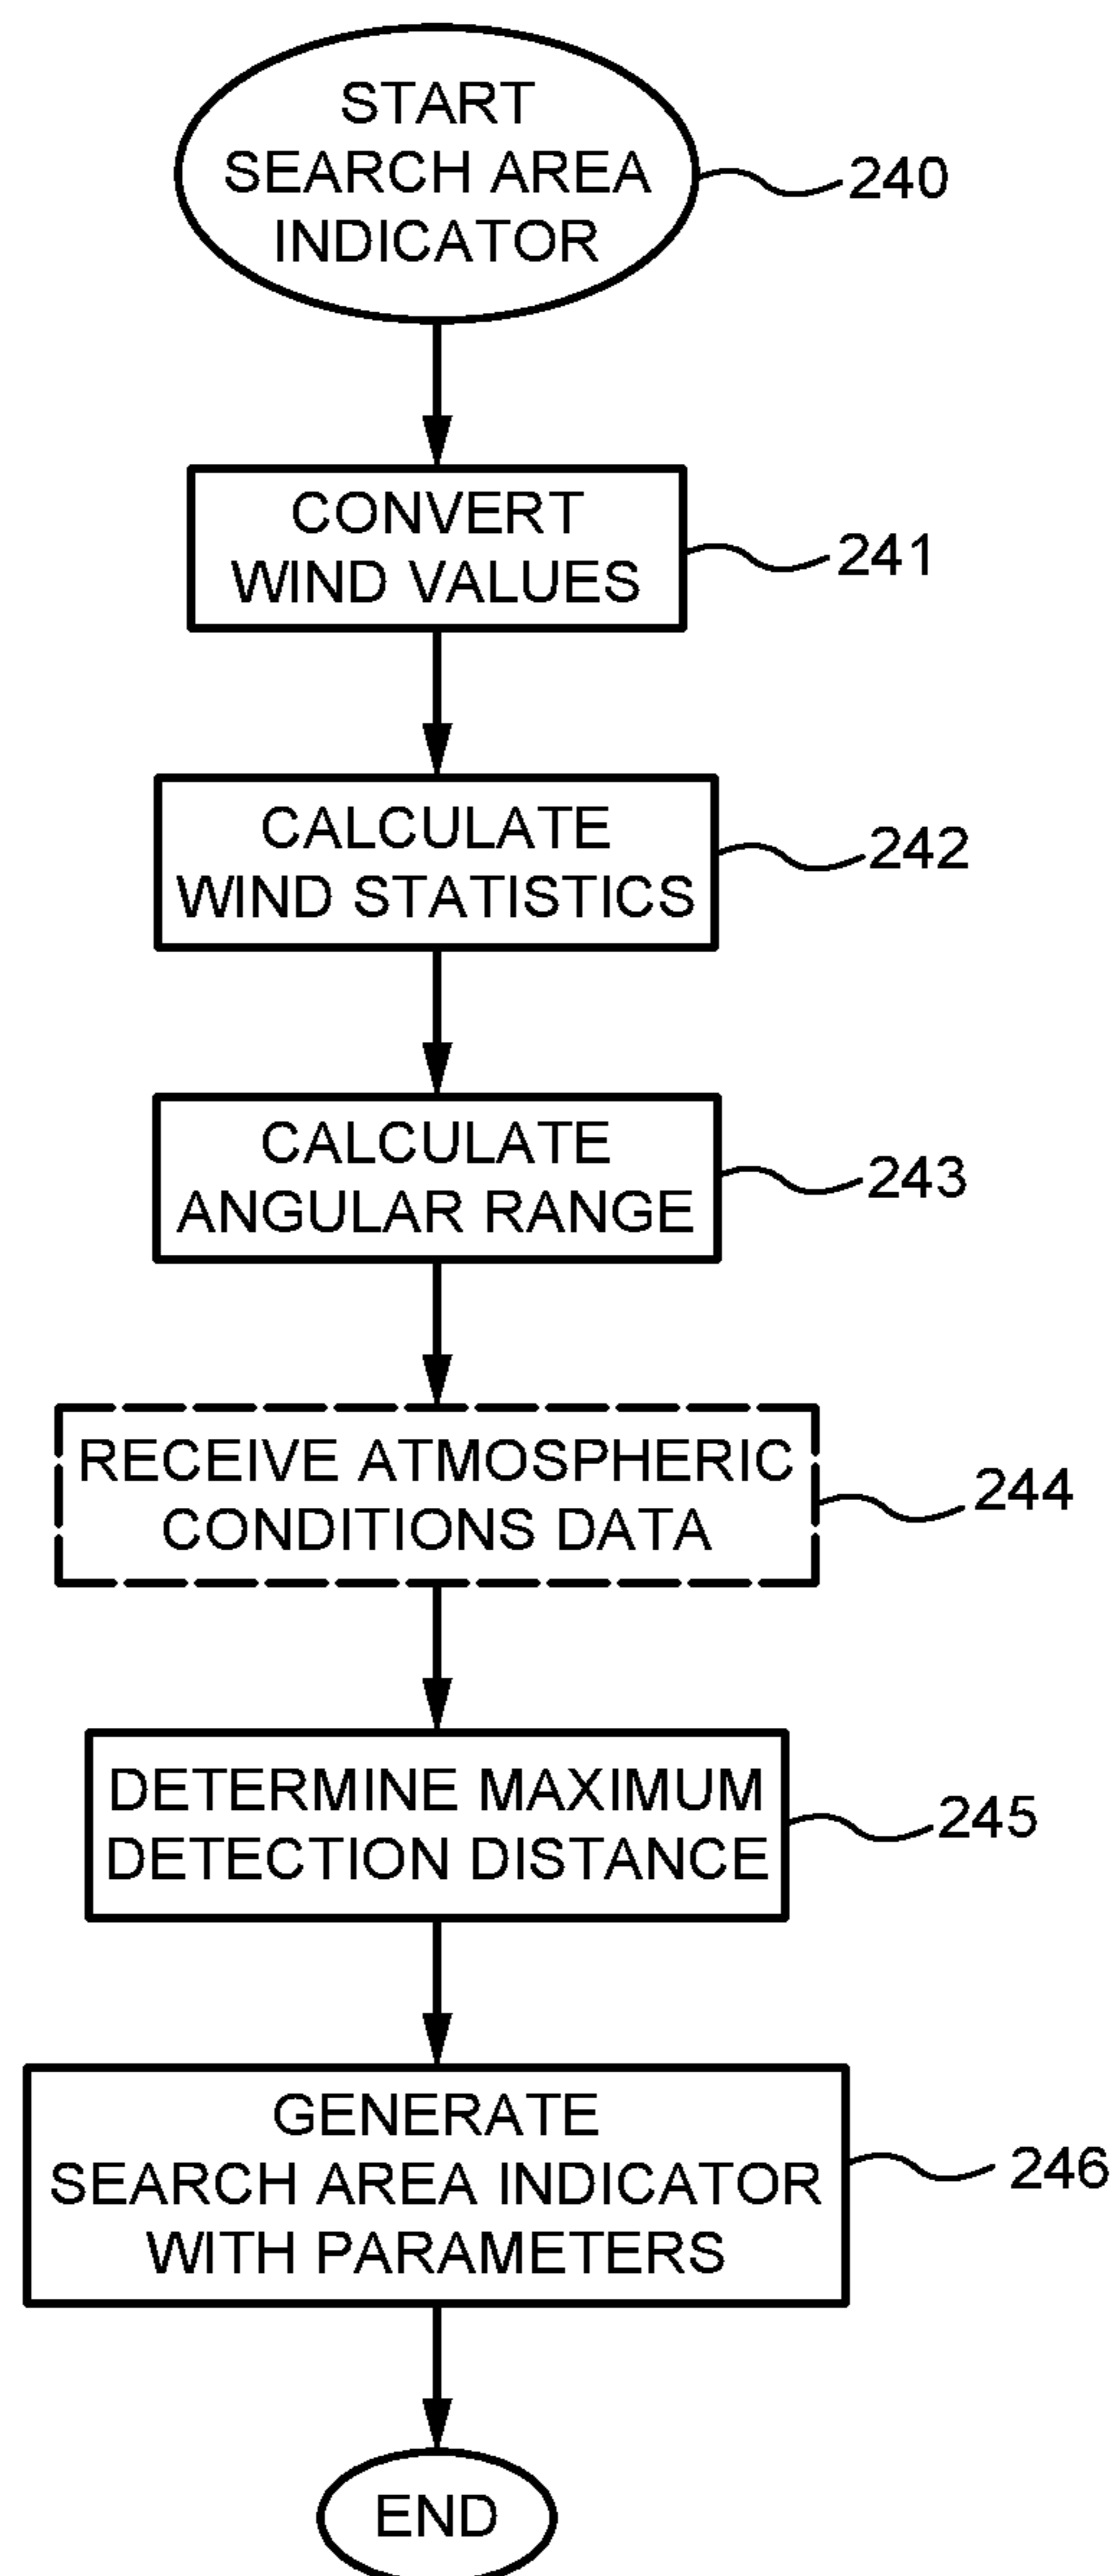 START
SEARCH AREA
INDICATOR
240
CONVERT
WIND VALUES
241
CALCULATE
WIND STATISTICS
242
CALCULATE
ANGULAR RANGE
243
RECEIVE ATMOSPHERIC
CONDITIONS DATA
244
DETERMINE MAXIMUM
DETECTION DISTANCE
245
GENERATE
SEARCH AREA INDICATOR
WITH PARAMETERS
246
END